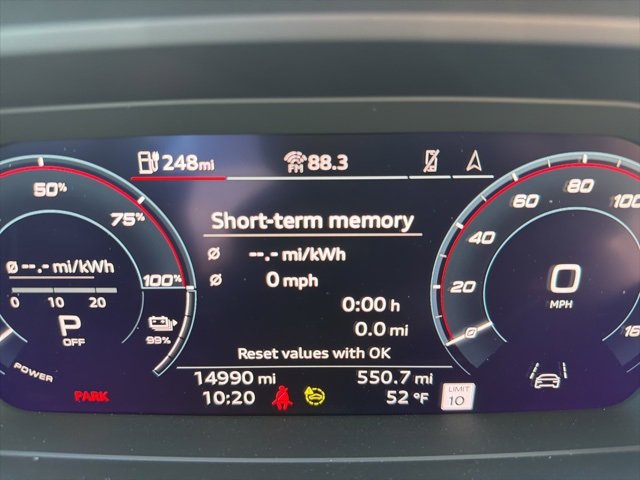 248mi FM 88.3
50%
75%
100%
Ø --.- mi/kWh
0 10 20
P
OFF
99%
POWER
PARK
Short-term memory
Ø --.- mi/kWh
Ø 0 mph
0:00 h
0.0 mi
Reset values with OK
14990 mi 550.7 mi
10:20 52 °F
LIMIT
10
0
20
40
60
80
100
0
MPH